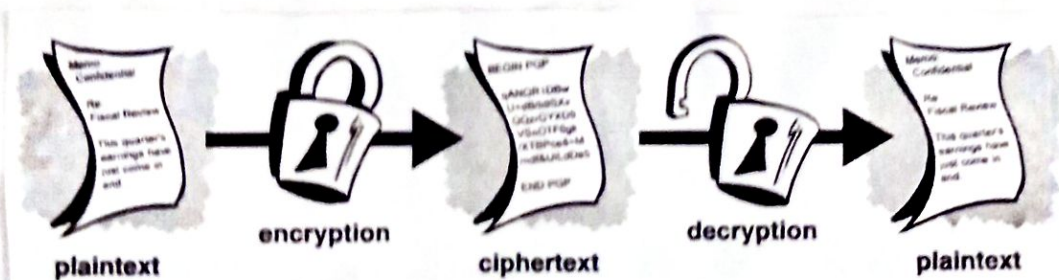 Memo
Confidential
Re
Fiscal Review
This quarter's
earnings have
just come in
and
encryption
BEGIN PGP
END PGP
decryption
Memo
Confidential
Re
Fiscal Review
This quarter's
earnings have
just come in
and
plaintext
ciphertext
plaintext